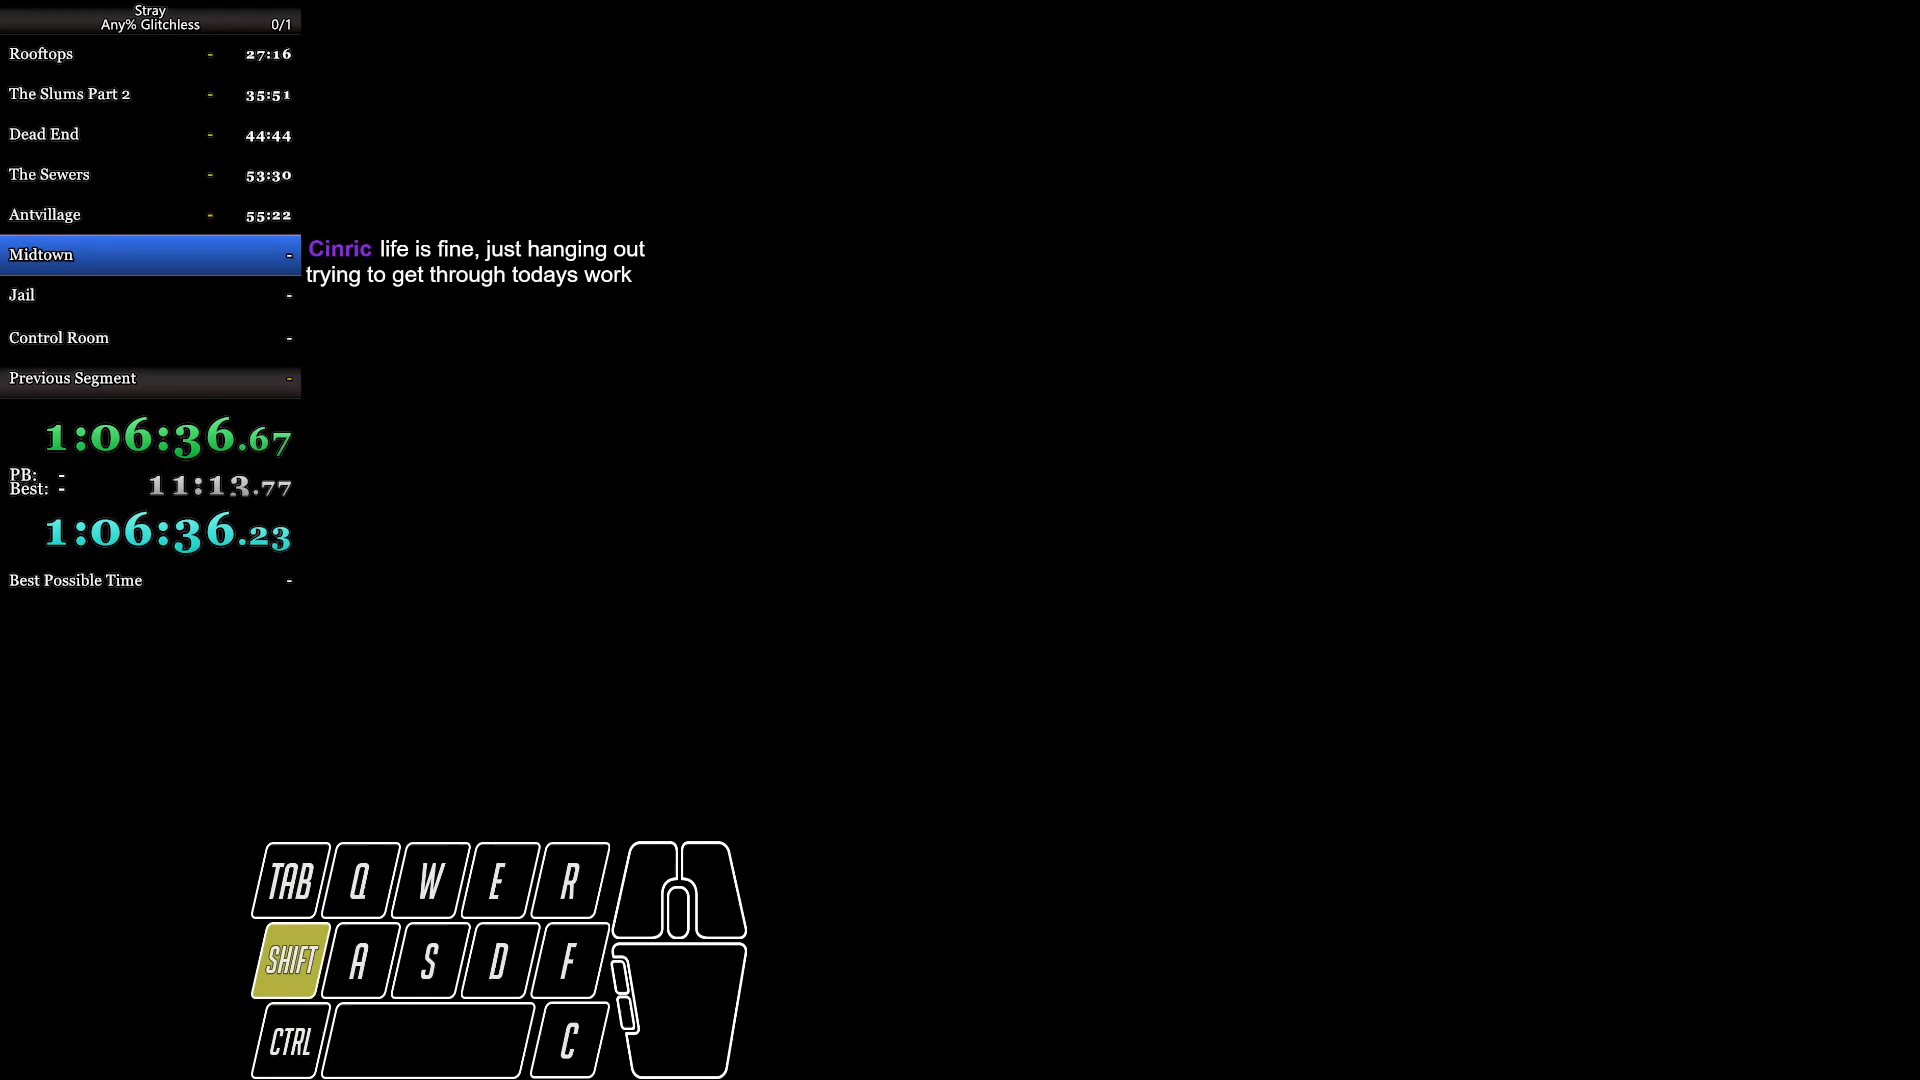 Stray
Any% Glitchless 0/1
Rooftops - 27:16
The Slums Part 2 - 35:51
Dead End - 44:44
The Sewers - 53:30
Antvillage - 55:22
Midtown -
Cinric life is fine, just hanging out
trying to get through todays work
Jail -
Control Room -
Previous Segment -
1:06:36.67
PB: -
Best: - 11:13.77
1:06:36.23
Best Possible Time -
TAB Q W E R
SHIFT A S D F
CTRL C